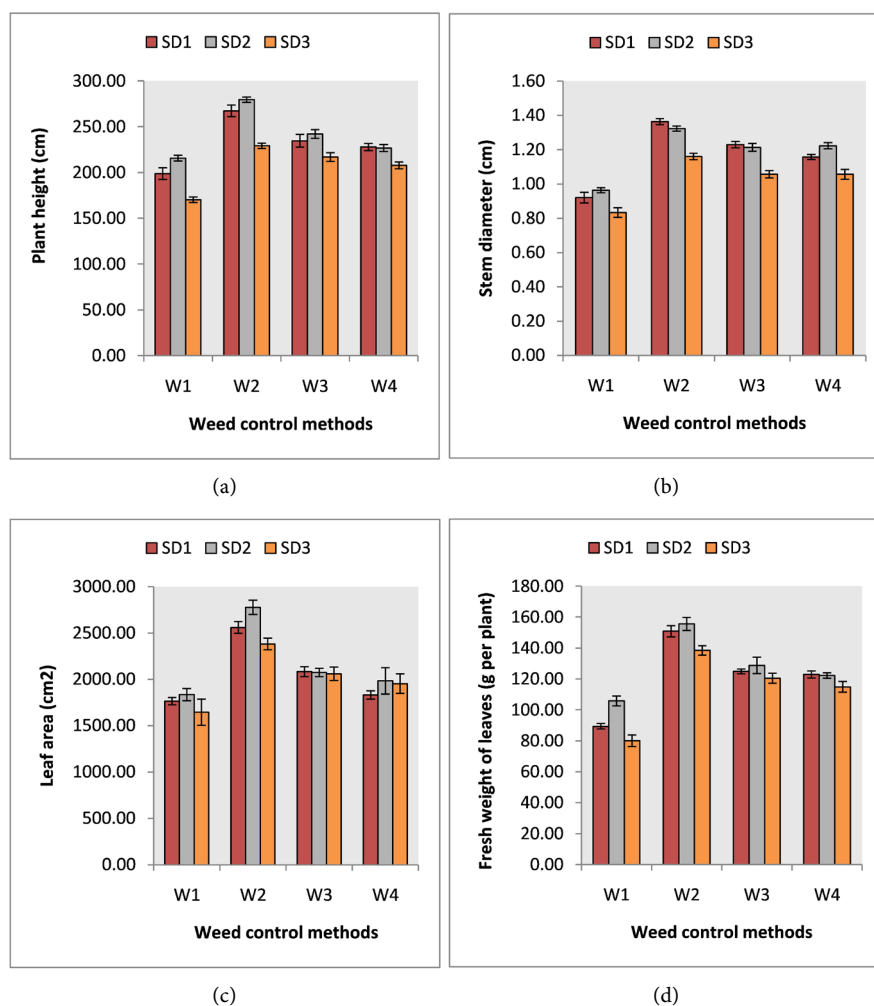 SD1 SD2 SD3
300.00
250.00
200.00
150.00
100.00
50.00
0.00
Plant height (cm)
W1 W2 W3 W4
Weed control methods
(a)
SD1 SD2 SD3
1.60
1.40
1.20
1.00
0.80
0.60
0.40
0.20
0.00
Stem diameter (cm)
W1 W2 W3 W4
Weed control methods
(b)
SD1 SD2 SD3
3000.00
2500.00
2000.00
1500.00
1000.00
500.00
0.00
Leaf area (cm2)
W1 W2 W3 W4
Weed control methods
(c)
SD1 SD2 SD3
180.00
160.00
140.00
120.00
100.00
80.00
60.00
40.00
20.00
0.00
Fresh weight of leaves (g per plant)
W1 W2 W3 W4
Weed control methods
(d)